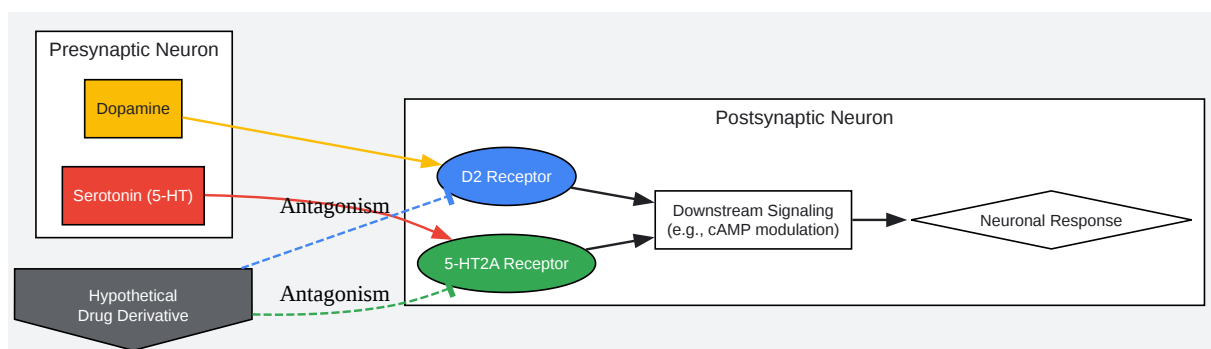 Presynaptic Neuron
Dopamine
Serotonin (5-HT)
Hypothetical
Drug Derivative
Antagonism
Antagonism
Postsynaptic Neuron
D2 Receptor
5-HT2A Receptor
Downstream Signaling
(e.g., cAMP modulation)
Neuronal Response